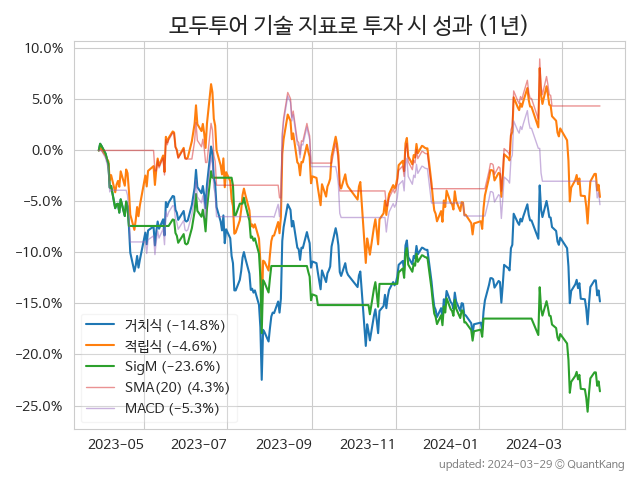 모두투어 기술 지표로 투자 시 성과 (1년)
10.0%
5.0%
0.0%
−5.0%
−10.0%
−15.0%
−20.0%
−25.0%
거치식 (−14.8%)
적립식 (−4.6%)
SigM (−23.6%)
SMA(20) (4.3%)
MACD (−5.3%)
2023−05 2023−07 2023−09 2023−11 2024−01 2024−03
updated: 2024−03−29 © QuantKang